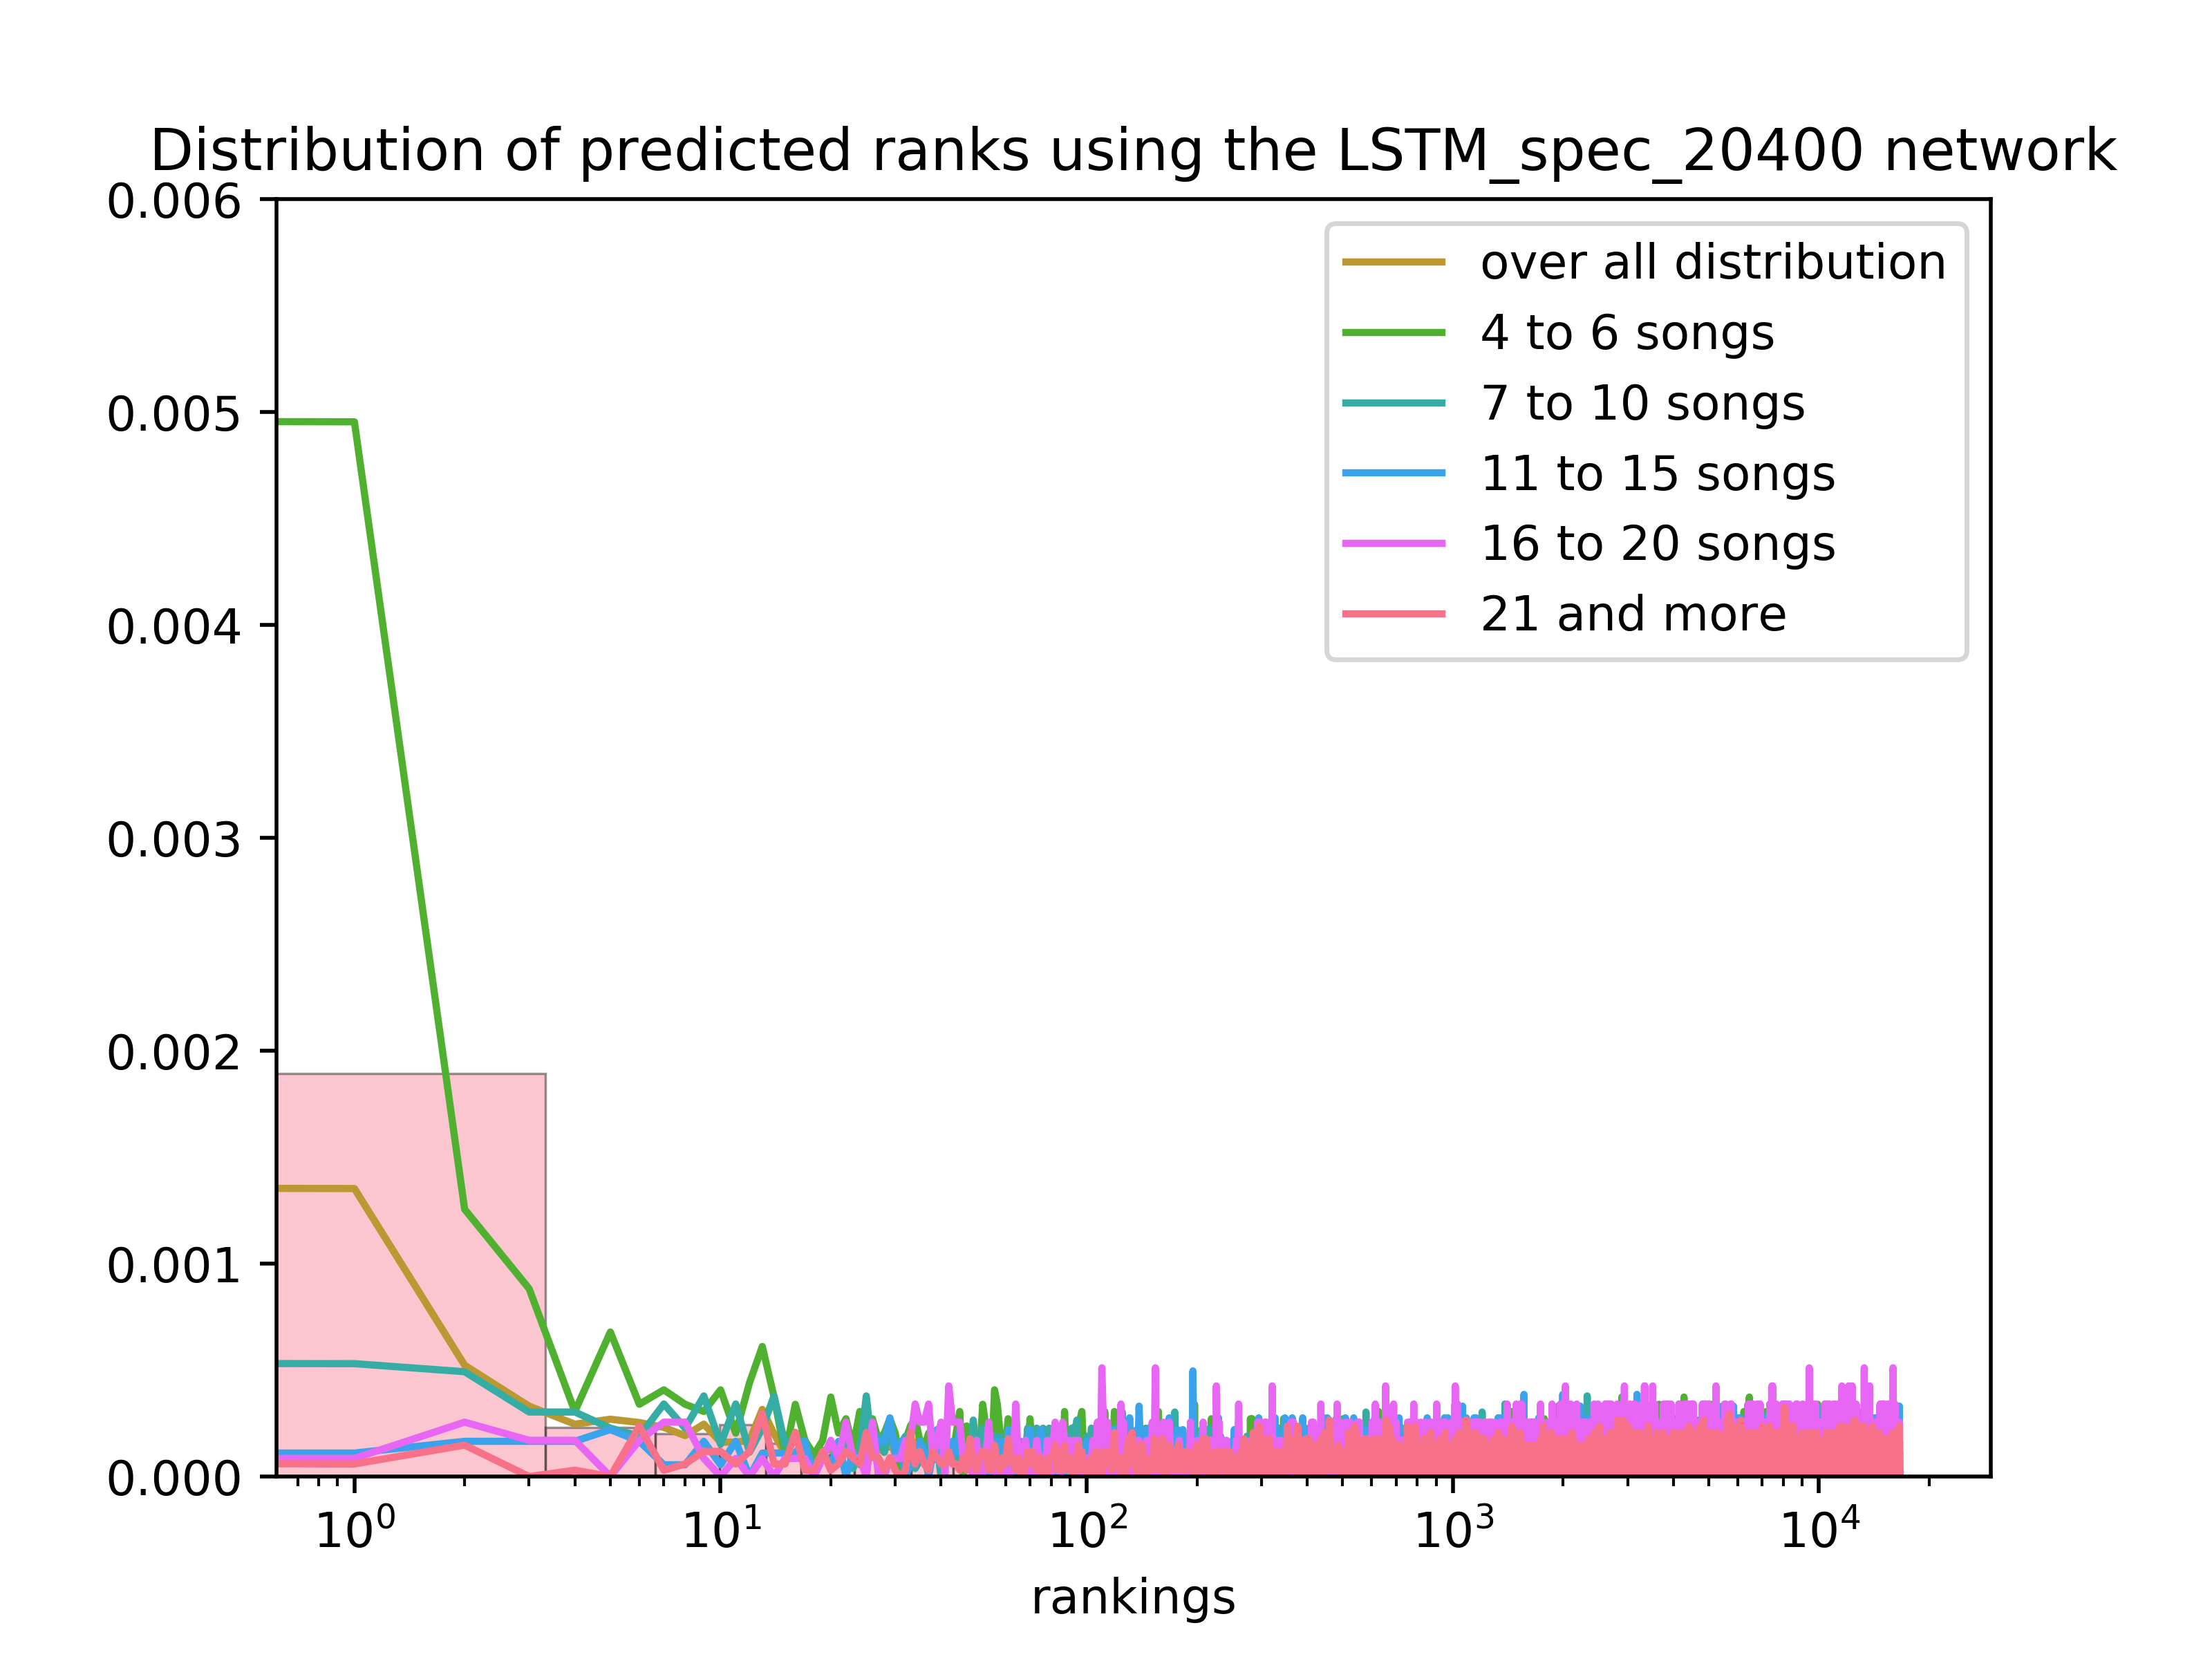 Distribution of predicted ranks using the LSTM_spec_20400 network
0.006
0.005
0.004
0.003
0.002
0.001
0.000
over all distribution
4 to 6 songs
7 to 10 songs
11 to 15 songs
16 to 20 songs
21 and more
10⁰ 10¹ 10² 10³ 10⁴
rankings